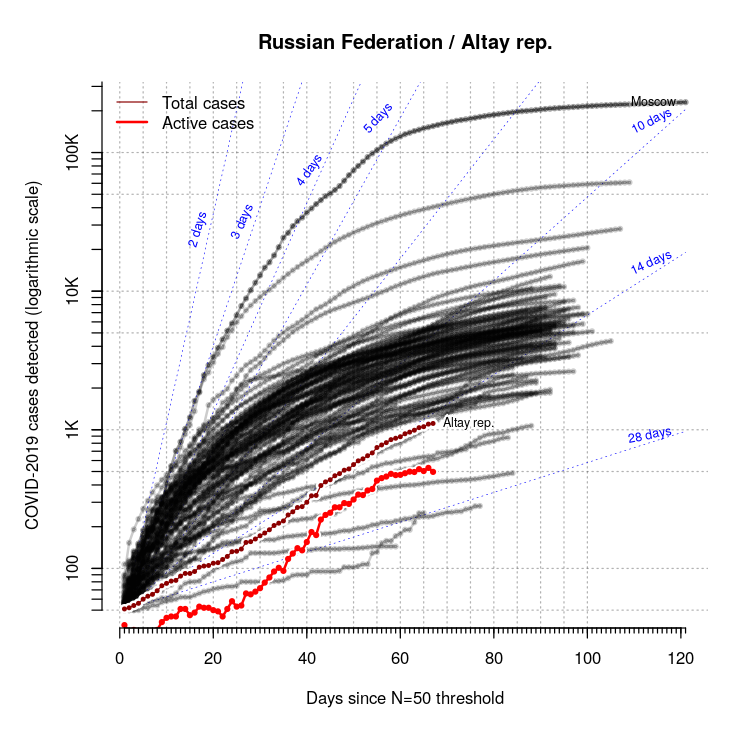 Russian Federation / Altay rep.
Total cases
Active cases
Moscow
2 days
3 days
4 days
5 days
10 days
14 days
28 days
Altay rep.
COVID-2019 cases detected (logarithmic scale)
100K
10K
1K
100
0 20 40 60 80 100 120
Days since N=50 threshold